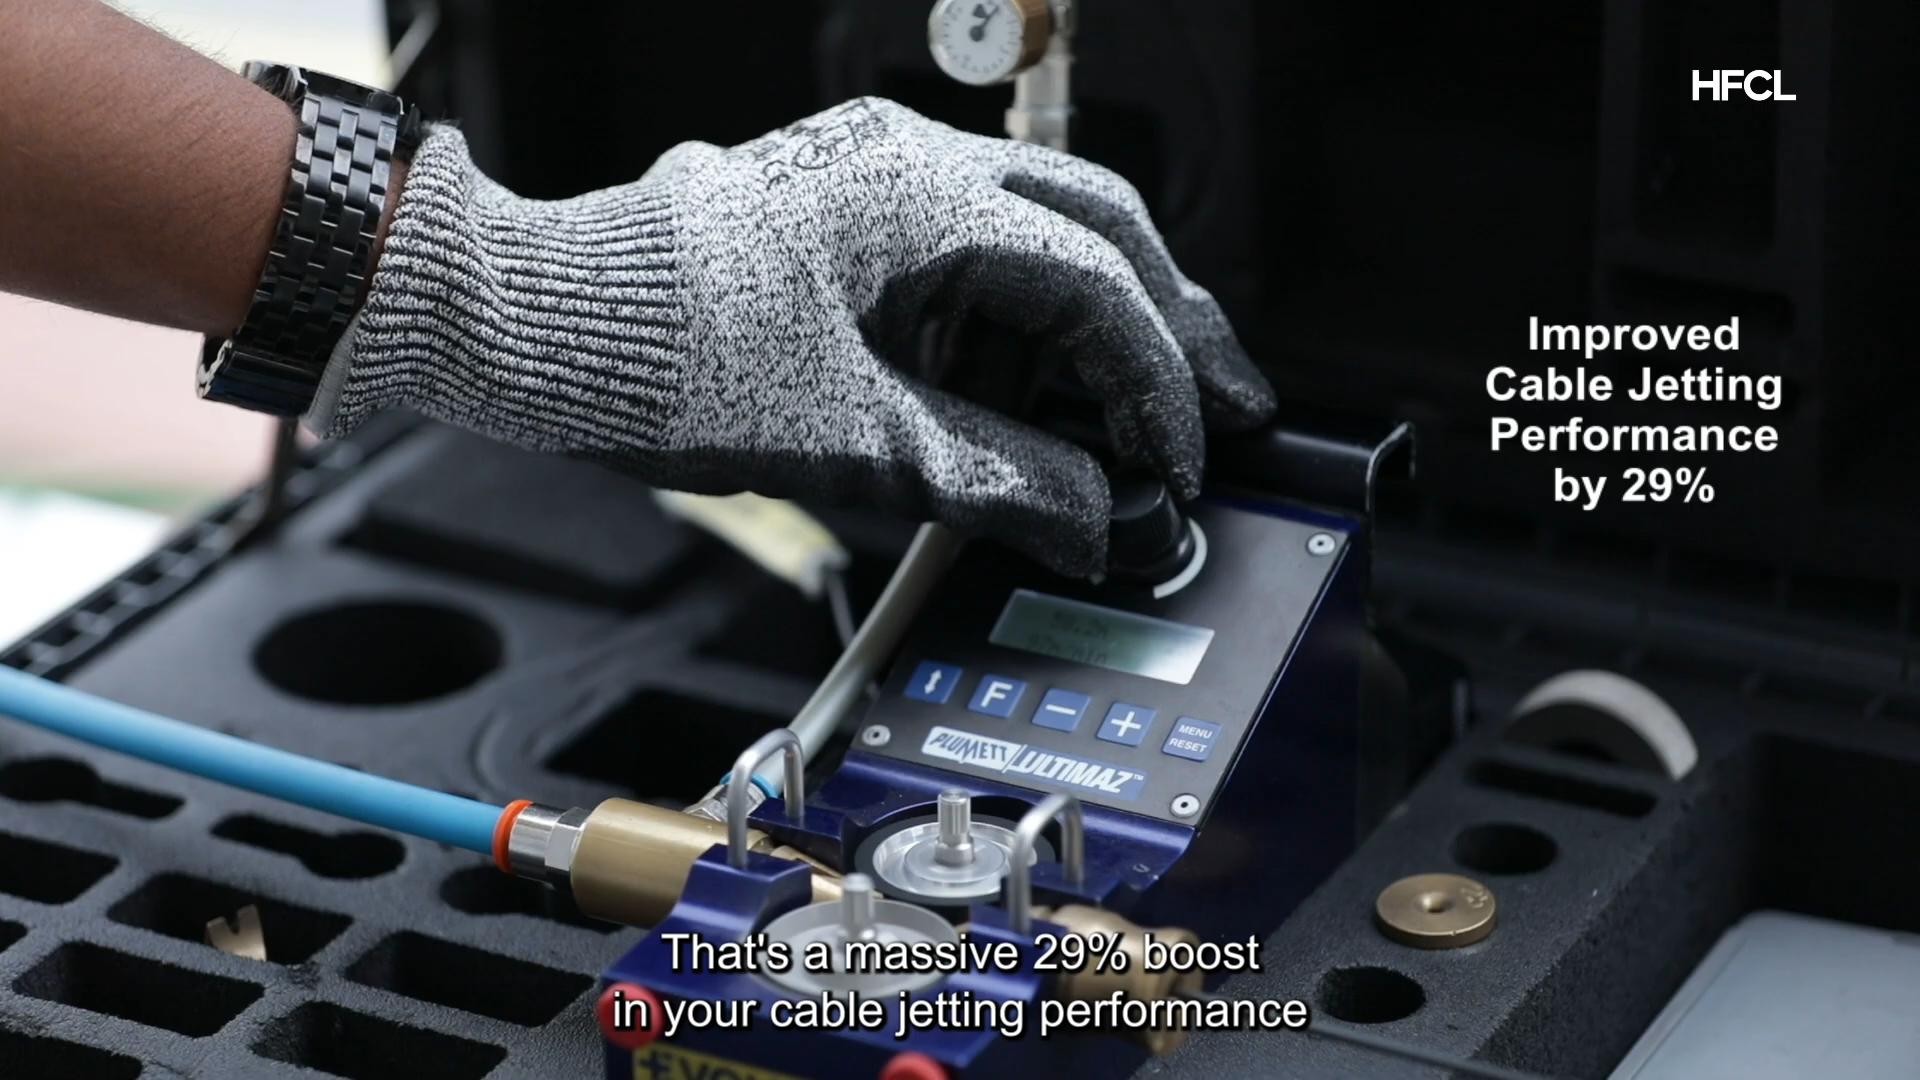 HFCL
Improved
Cable Jetting
Performance
by 29%
F
MENU
RESET
PLUMETT
ULTIMAZ™
That's a massive 29% boost
in your cable jetting performance